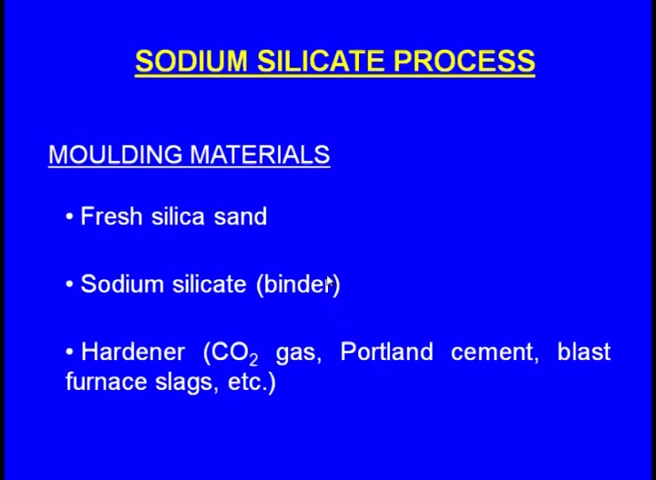 SODIUM SILICATE PROCESS
MOULDING MATERIALS
• Fresh silica sand
• Sodium silicate (binder)
• Hardener (CO₂ gas, Portland cement, blast
furnace slags, etc.)